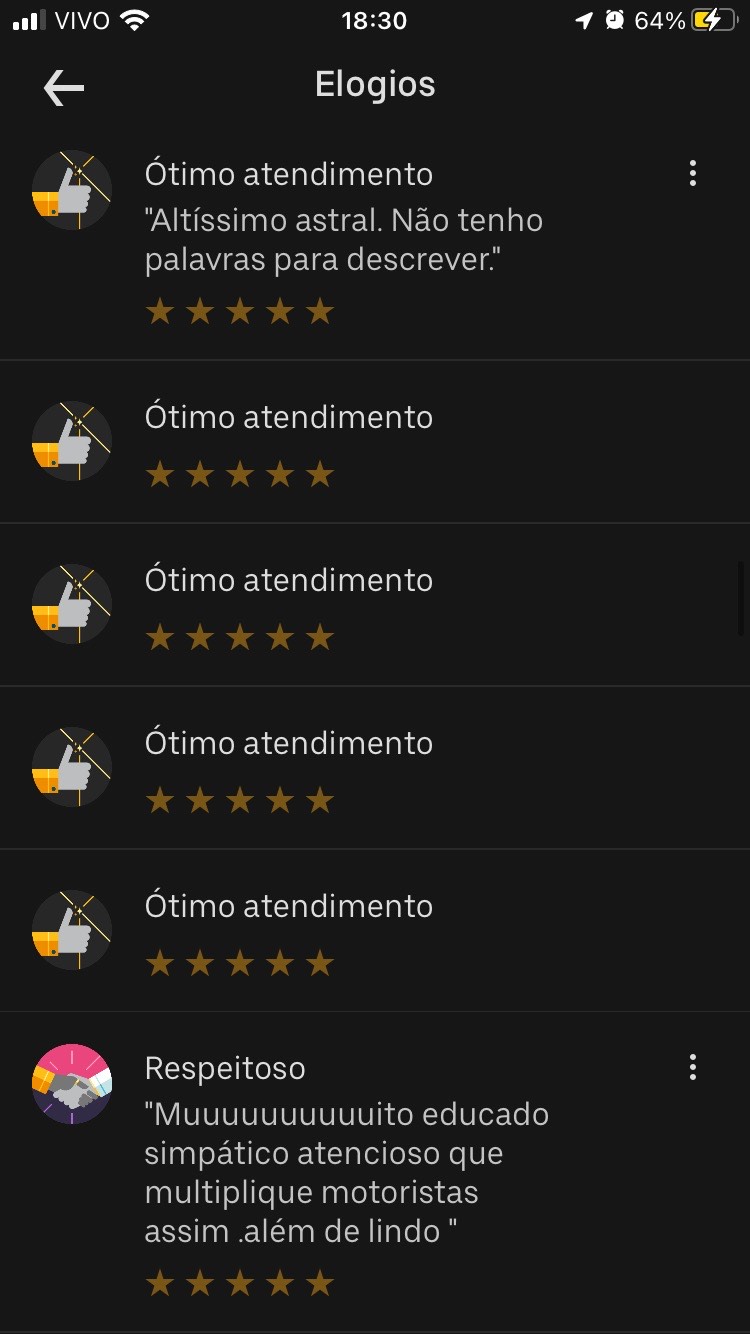 VIVO 18:30 64%
Elogios
Ótimo atendimento
"Altíssimo astral. Não tenho
palavras para descrever."
Ótimo atendimento
Ótimo atendimento
Ótimo atendimento
Ótimo atendimento
Respeitoso
"Muuuuuuuuuuito educado
simpático atencioso que
multiplique motoristas
assim .além de lindo "